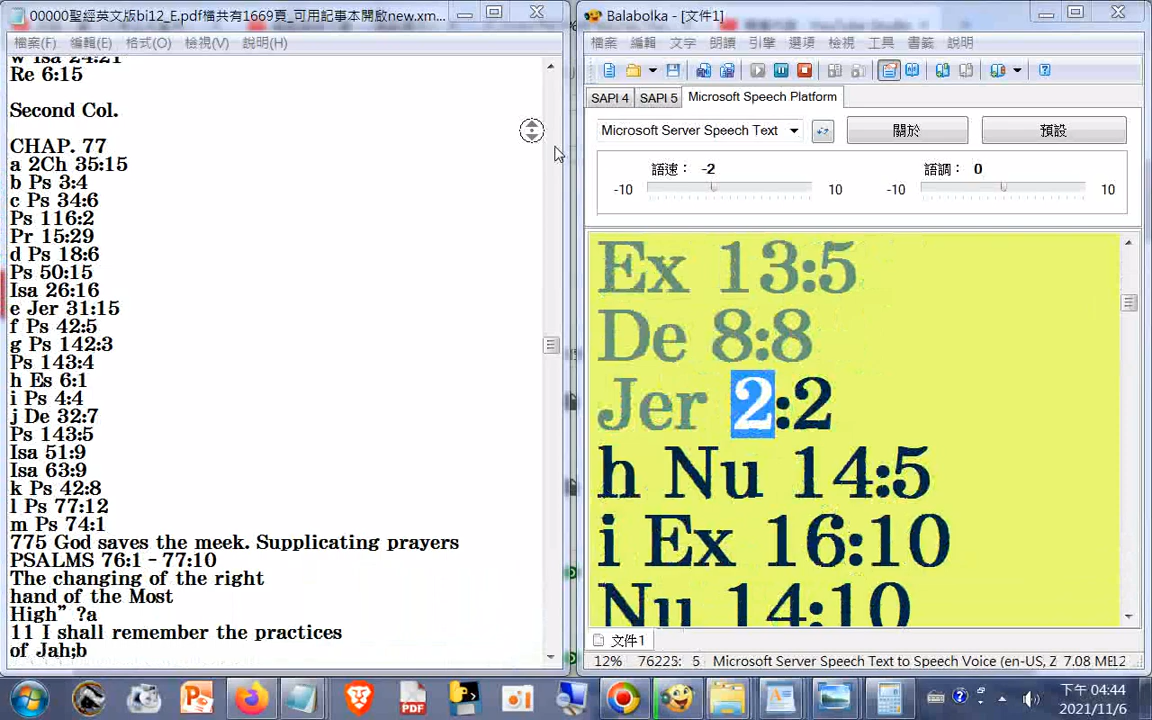 00000聖經英文版bi12_E.pdf檔共有1669頁_可用記事本開啟new.xm...
檔案(F) 編輯(E) 格式(O) 檢視(V) 說明(H)
w Isa 24:21
Re 6:15
Second Col.
CHAP. 77
a 2Ch 35:15
b Ps 3:4
c Ps 34:6
Ps 116:2
Pr 15:29
d Ps 18:6
Ps 50:15
Isa 26:16
e Jer 31:15
f Ps 42:5
g Ps 142:3
Ps 143:4
h Es 6:1
i Ps 4:4
j De 32:7
Ps 143:5
Isa 51:9
Isa 63:9
k Ps 42:8
l Ps 77:12
m Ps 74:1
775 God saves the meek. Supplicating prayers
PSALMS 76:1 – 77:10
The changing of the right
hand of the Most
High” ?a
11 I shall remember the practices
of Jah;b
Balabolka - [文件1]
檔案 編輯 文字 朗讀 引擎 選項 檢視 工具 書籤 說明
SAPI 4 SAPI 5 Microsoft Speech Platform
Microsoft Server Speech Text 關於 預設
語速： -2 語調： 0
-10 10 -10 10
Ex 13:5
De 8:8
Jer 2:2
h Nu 14:5
i Ex 16:10
Nu 14:10
文件1
12% 76225: 5 Microsoft Server Speech Text to Speech Voice (en-US, Z 7.08 ME12
下午 04:44
2021/11/6